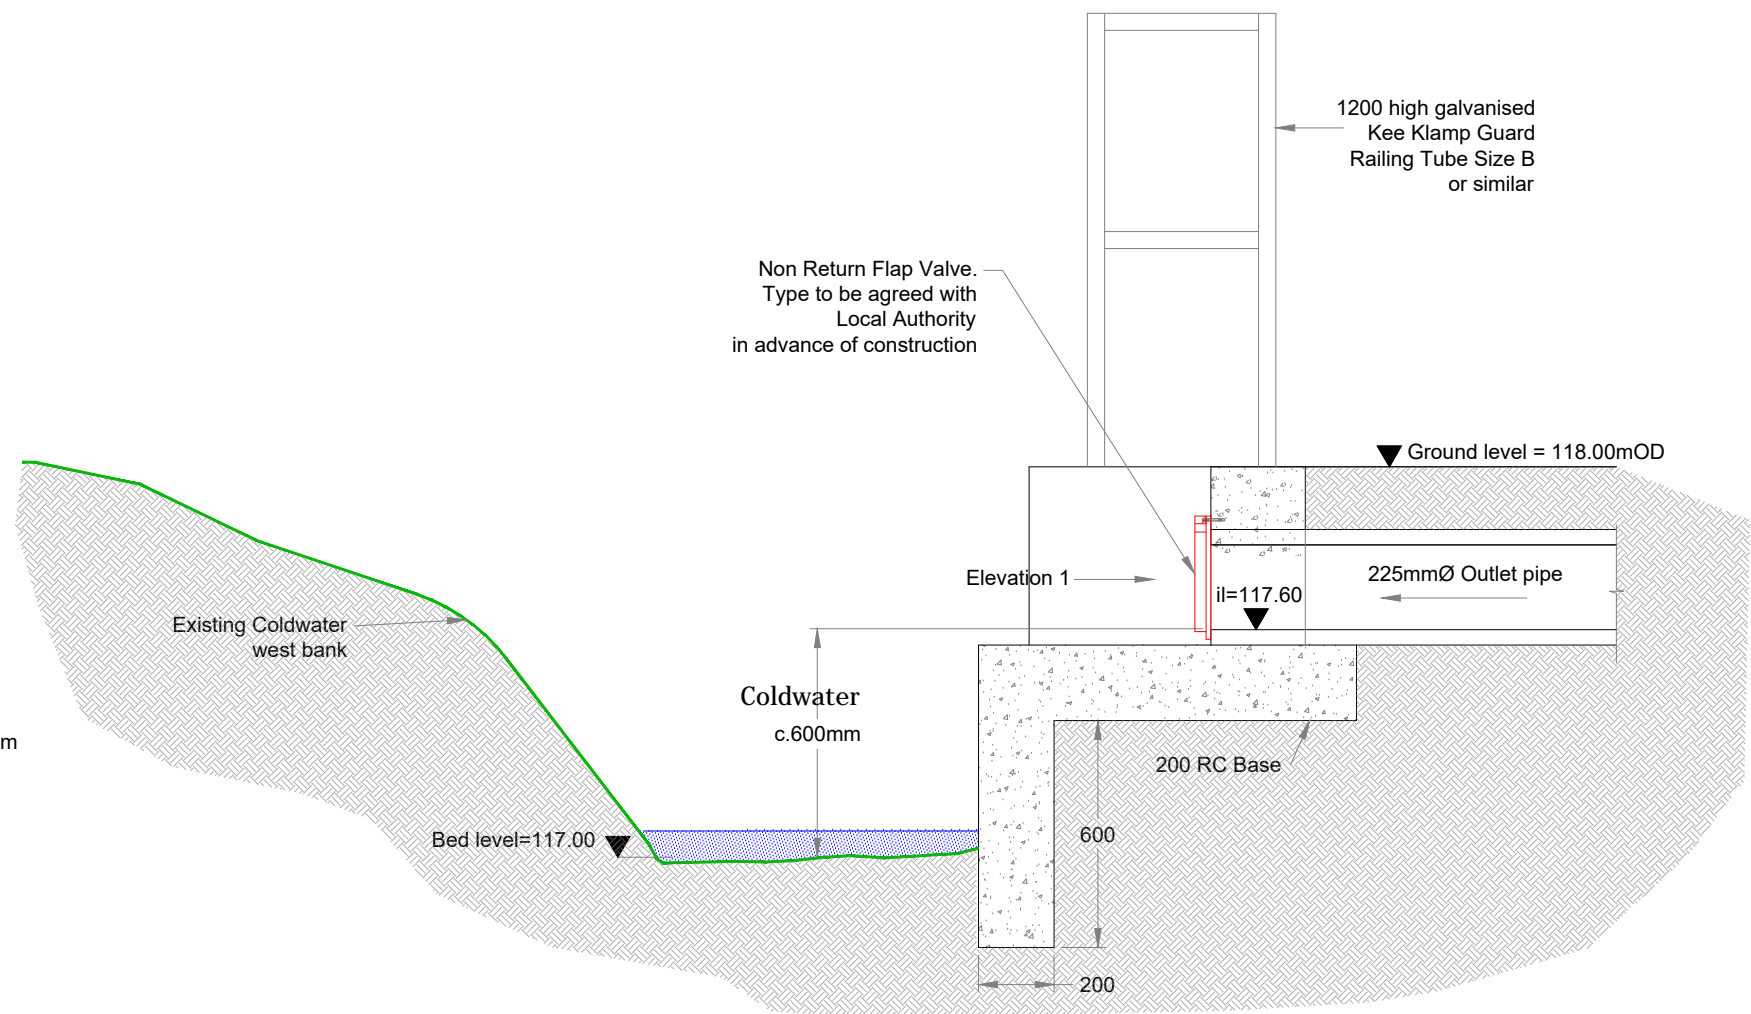 1200 high galvanised
Kee Klamp Guard
Railing Tube Size B
or similar
Non Return Flap Valve.
Type to be agreed with
Local Authority
in advance of construction
Ground level = 118.00mOD
Elevation 1
225mmØ Outlet pipe
il=117.60
Existing Coldwater
west bank
Coldwater
c.600mm
m
200 RC Base
Bed level=117.00
600
200